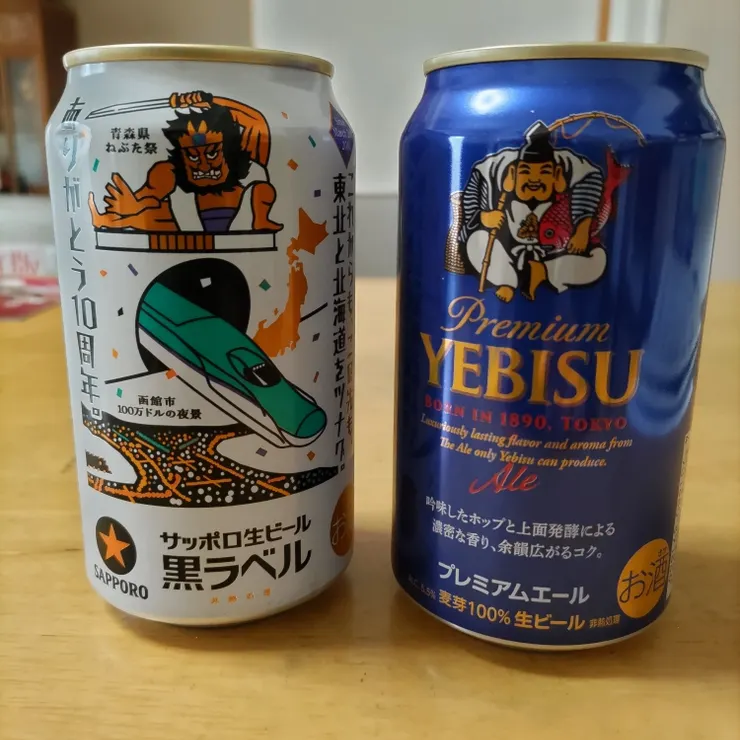 ありがとう10周年。
青森県
ねぶた祭
函館市
100万ドルの夜景
東北と北海道をツナグ。
SAPPORO
サッポロ生ビール
黒ラベル
お
Premium
YEBISU
BORN IN 1890, TOKYO
Luxuriously lasting flavor and aroma from
The Ale only Yebisu can produce.
Ale
吟味したホップと上面発酵による
濃密な香り、余韻広がるコク。
プレミアムエール
麦芽100% 生ビール 非熱処理
お酒